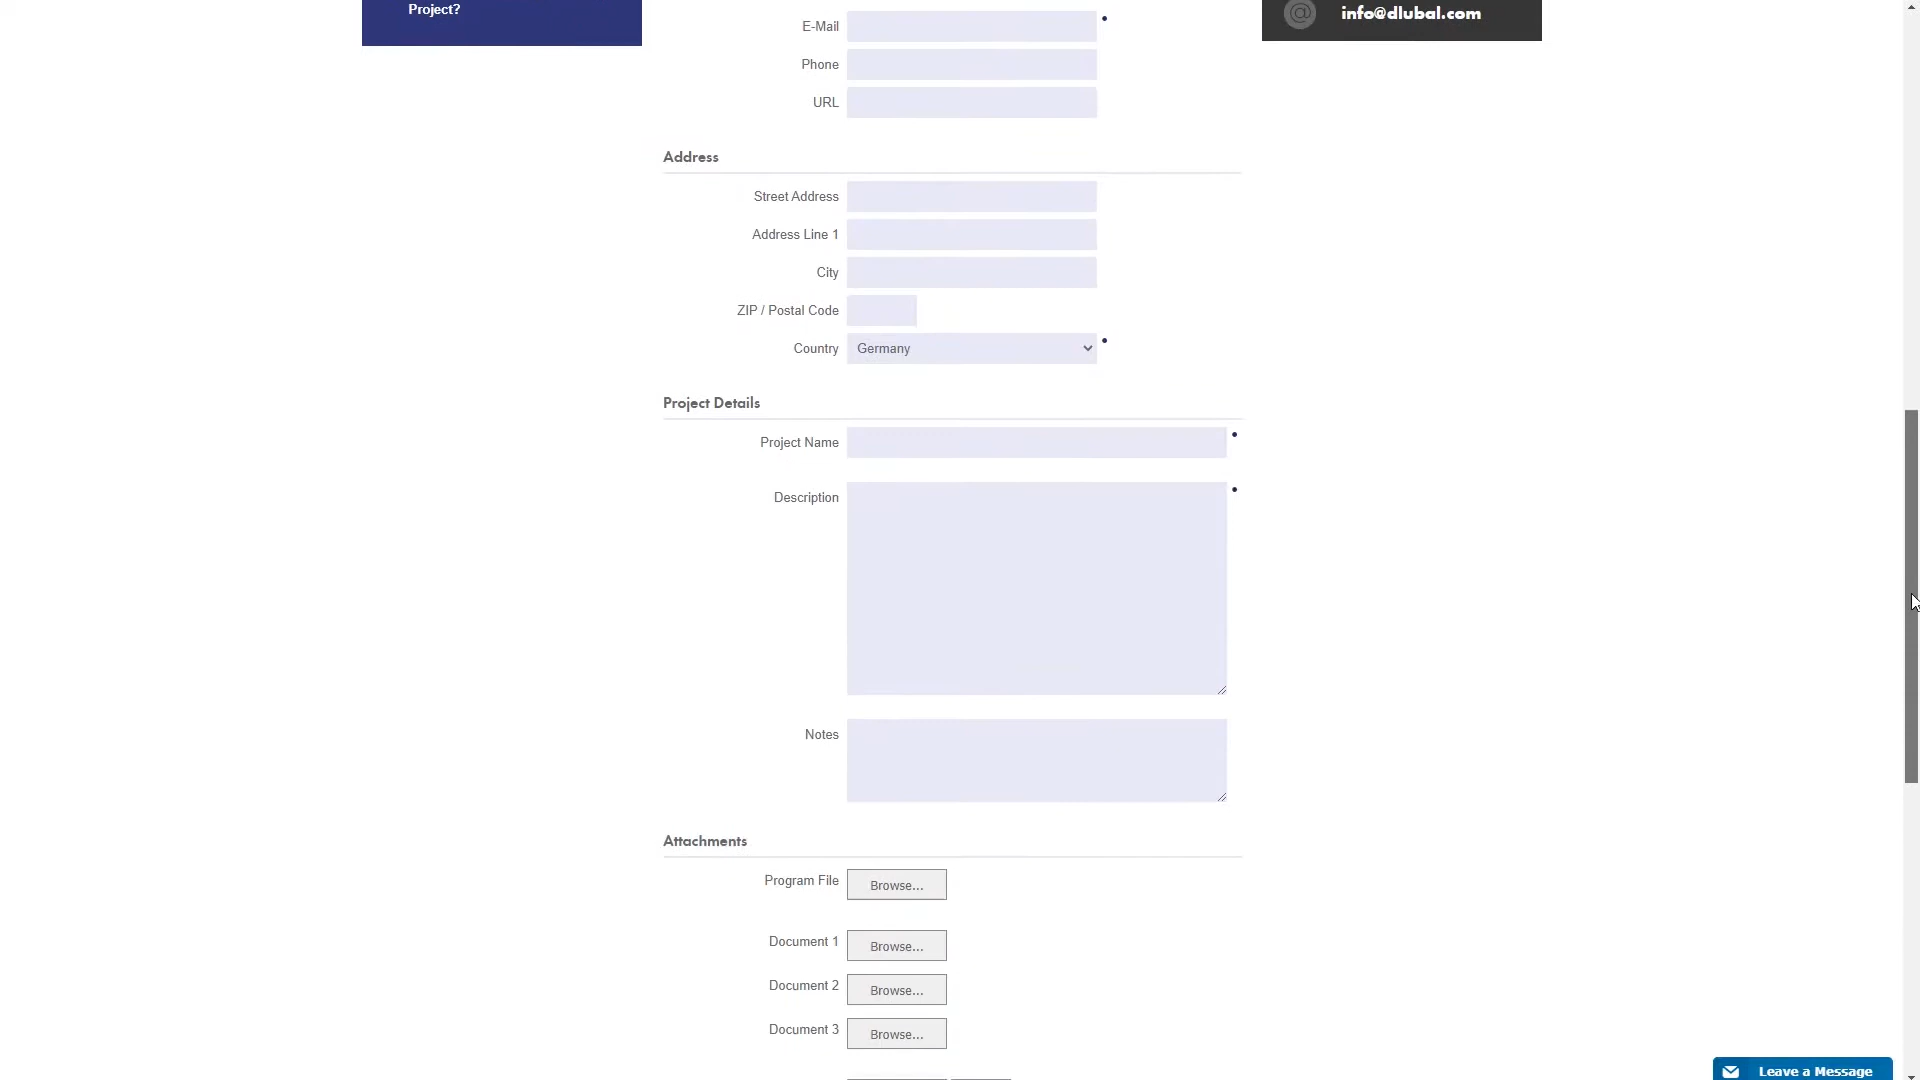 Project?
info@dlubal.com
E-Mail
Phone
URL
Address
Street Address
Address Line 1
City
ZIP / Postal Code
Country Germany
Project Details
Project Name
Description
Notes
Attachments
Program File Browse...
Document 1 Browse...
Document 2 Browse...
Document 3 Browse...
Leave a Message